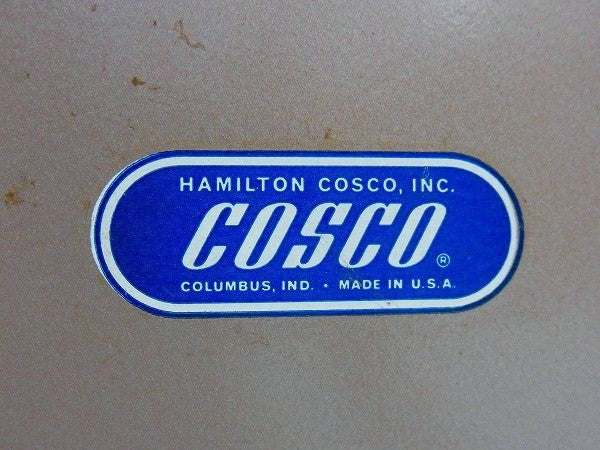 HAMILTON COSCO, INC.
COSCO®
COLUMBUS, IND. · MADE IN U.S.A.